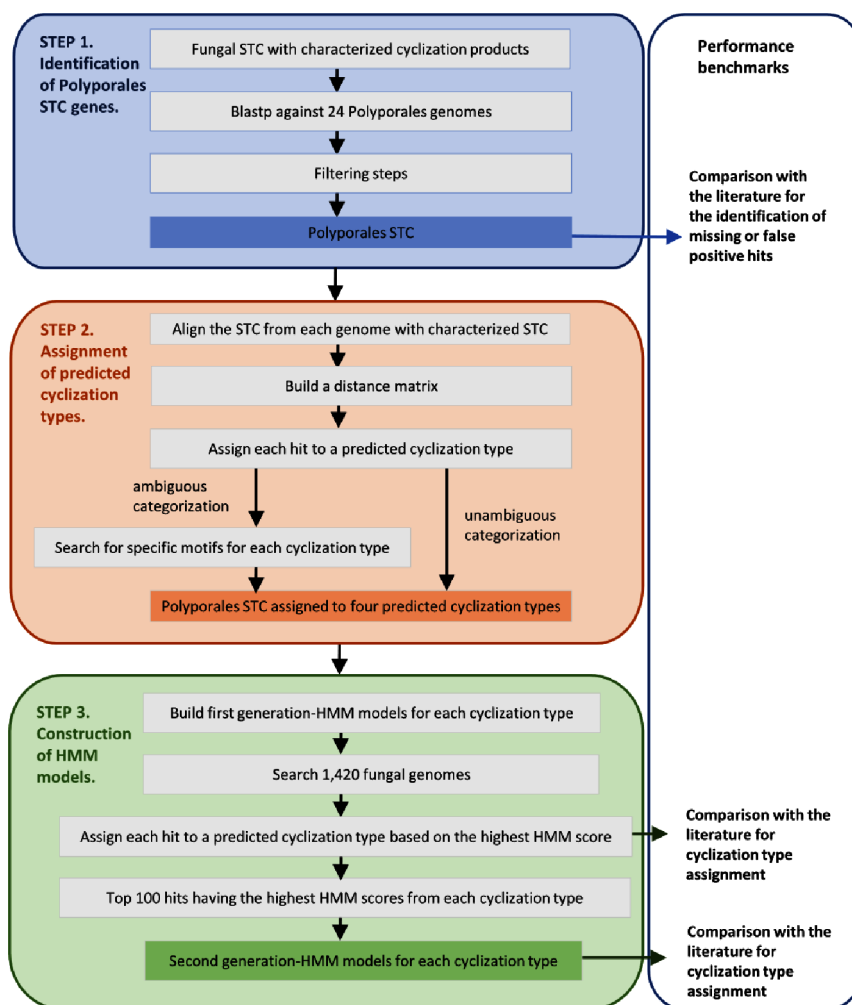 STEP 1.
Identification
of Polyporales
STC genes.
Fungal STC with characterized cyclization products
Blastp against 24 Polyporales genomes
Filtering steps
Polyporales STC
Performance
benchmarks
Comparison with
the literature for
the identification of
missing or false
positive hits
STEP 2.
Assignment
of predicted
cyclization
types.
Align the STC from each genome with characterized STC
Build a distance matrix
Assign each hit to a predicted cyclization type
ambiguous
categorization
unambiguous
categorization
Search for specific motifs for each cyclization type
Polyporales STC assigned to four predicted cyclization types
STEP 3.
Construction
of HMM
models.
Build first generation-HMM models for each cyclization type
Search 1,420 fungal genomes
Assign each hit to a predicted cyclization type based on the highest HMM score
Comparison with the
literature for
cyclization type
assignment
Top 100 hits having the highest HMM scores from each cyclization type
Second generation-HMM models for each cyclization type
Comparison with the
literature for
cyclization type
assignment